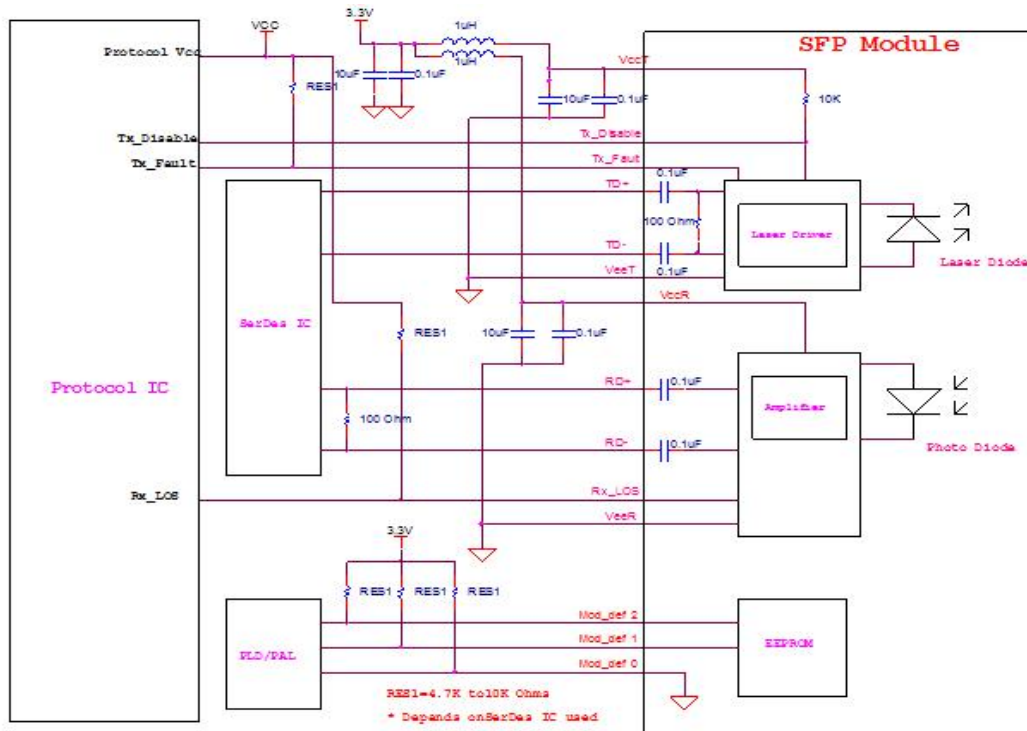 3.3V
VCC
1uH
SFP Module
Protocol Vcc
1uH
VccT
10uF
0.1uF
RES1
10uF
0.1uF
10K
Tx_Disable
Tx_Disable
Tx_Fault
Tx_Fault
0.1uF
TD+
100 Ohm
Laser Driver
TD-
Laser Diode
VeeT
0.1uF
VccR
SerDes IC
RES1
10uF
0.1uF
Protocol IC
RD+
0.1uF
Amplifier
100 Ohm
RD-
0.1uF
Photo Diode
Rx_LOS
Rx_LOS
VeeR
3.3V
RES1
RES1
RES1
Mod_def 2
Mod_def 1
EEPROM
PLD/PAL
Mod_def 0
RES1=4.7K to10K Ohms
* Depends onSerDes IC used